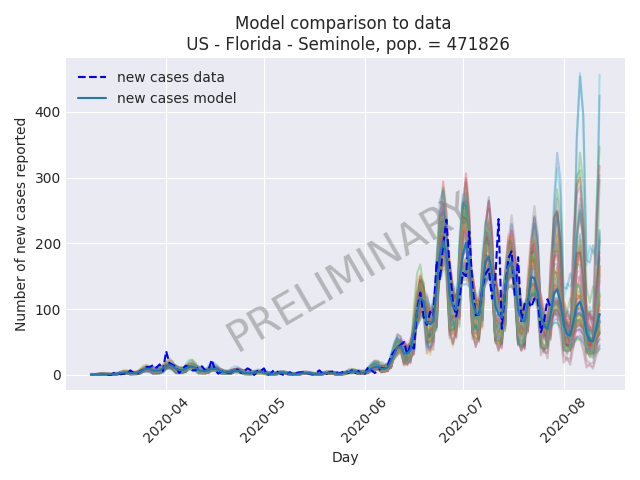 Model comparison to data
US - Florida - Seminole, pop. = 471826
new cases data
new cases model
PRELIMINARY
Number of new cases reported
400
300
200
100
0
2020-04
2020-05
2020-06
2020-07
2020-08
Day